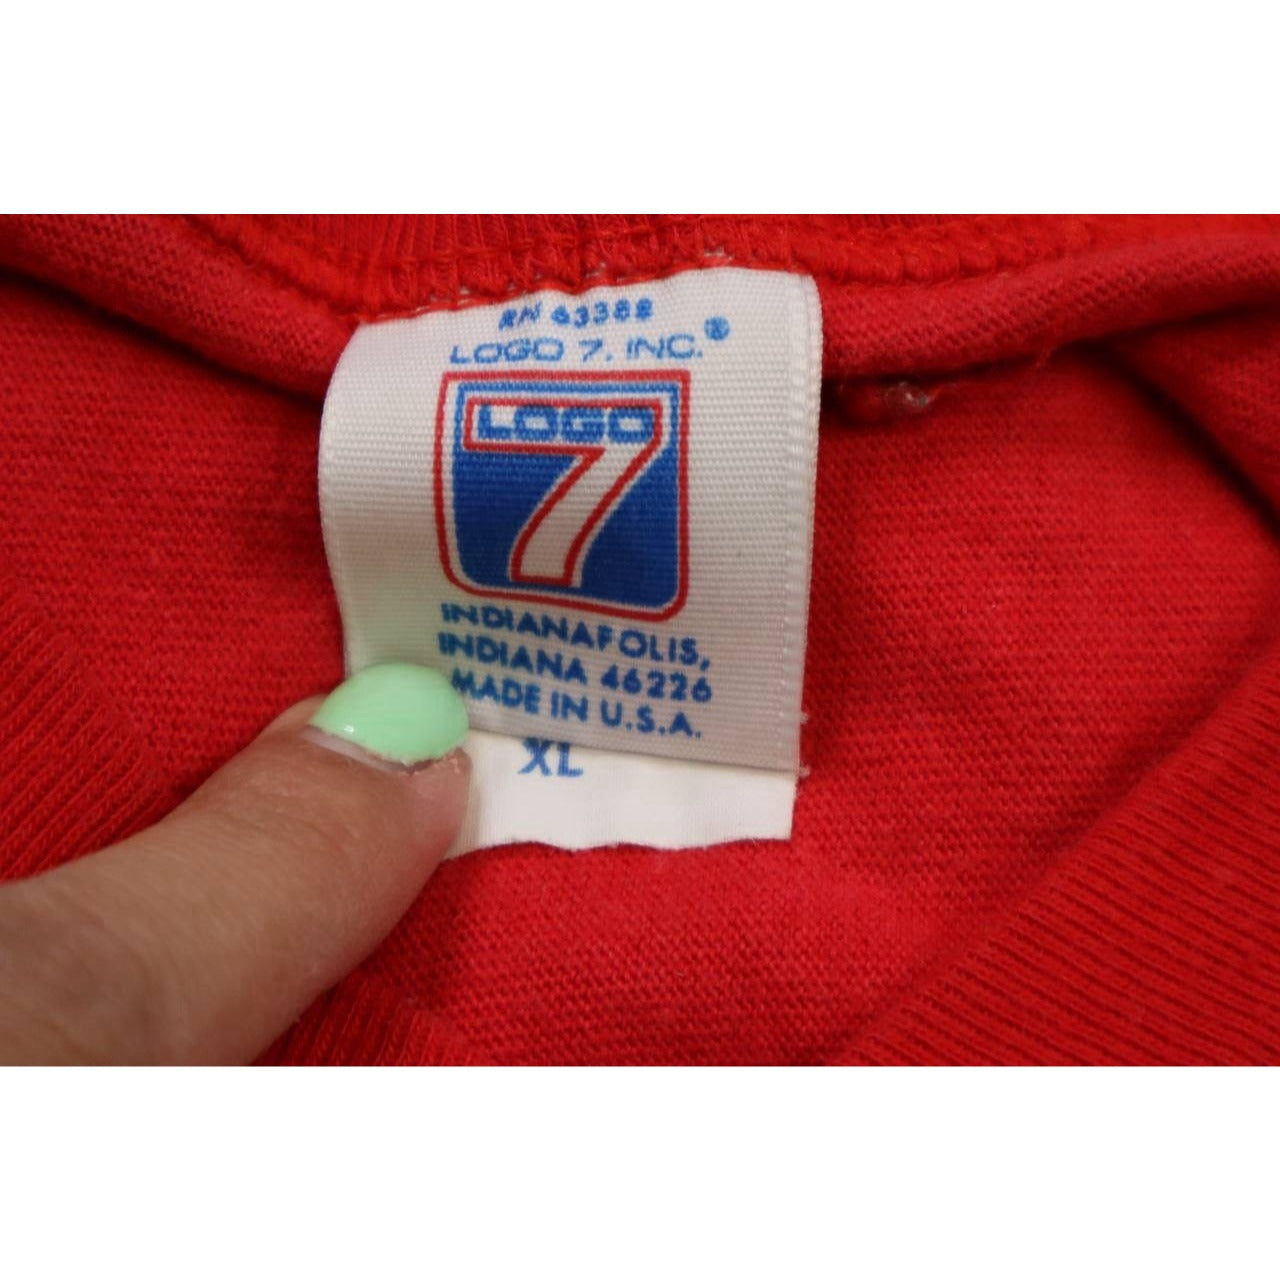 RN 63388
LOGO 7, INC.®
LOGO
7
INDIANAPOLIS,
INDIANA 46226
MADE IN U.S.A.
XL